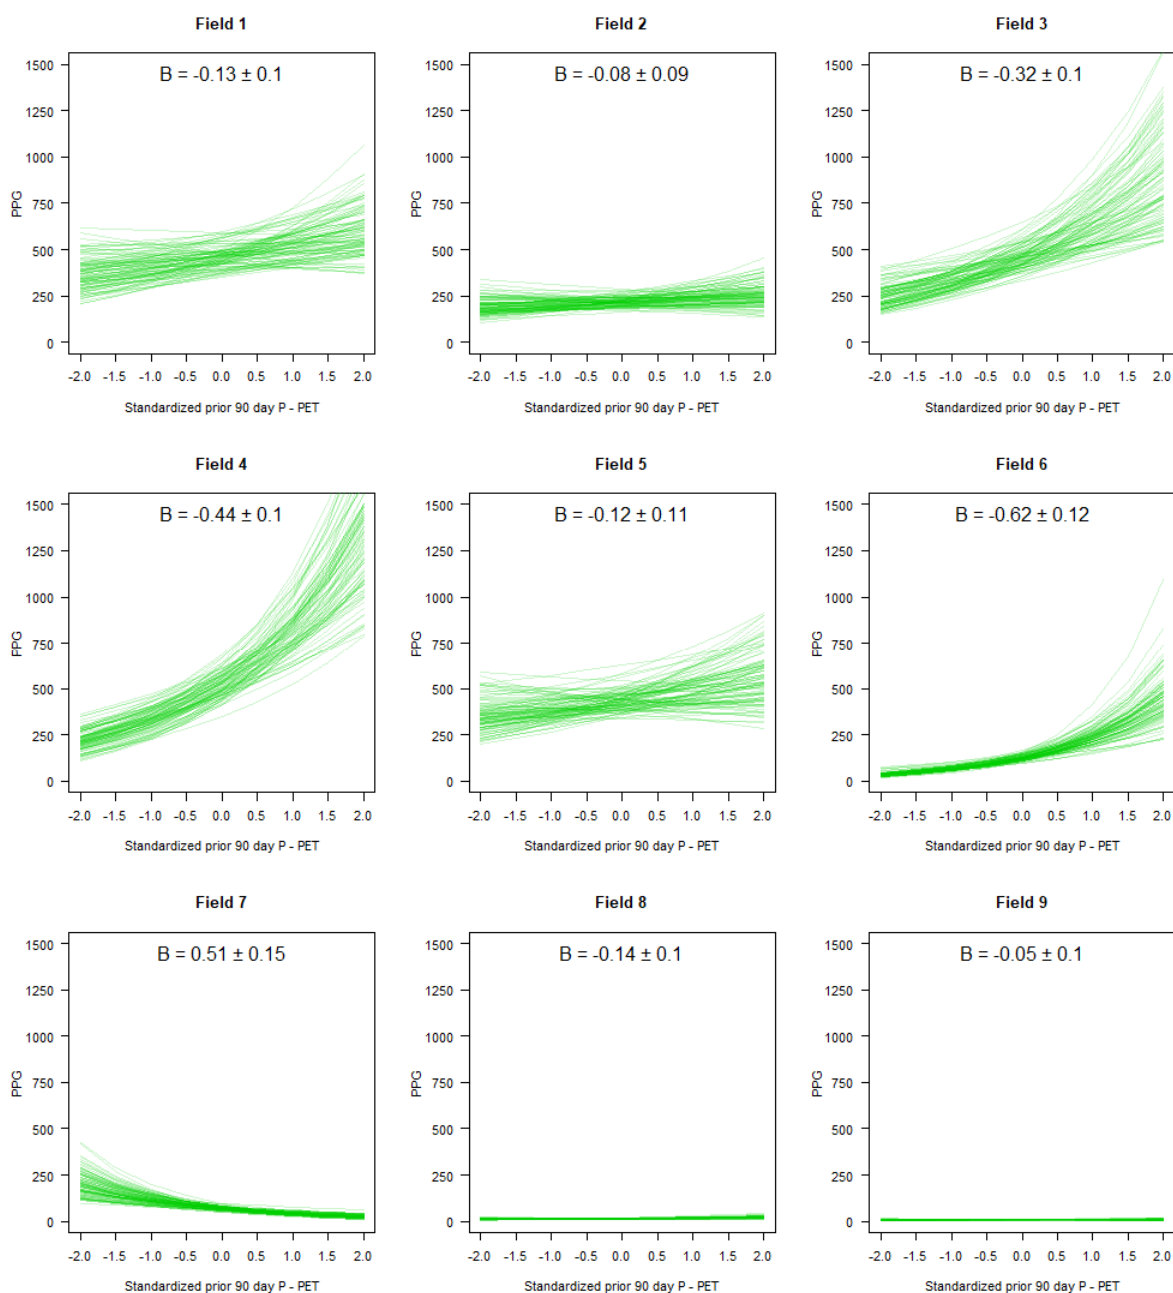 Field 1
B = -0.13 ± 0.1
1500
1250
1000
750
500
250
0
PPG
-2.0 -1.5 -1.0 -0.5 0.0 0.5 1.0 1.5 2.0
Standardized prior 90 day P - PET
Field 2
B = -0.08 ± 0.09
1500
1250
1000
750
500
250
0
PPG
-2.0 -1.5 -1.0 -0.5 0.0 0.5 1.0 1.5 2.0
Standardized prior 90 day P - PET
Field 3
B = -0.32 ± 0.1
1500
1250
1000
750
500
250
0
PPG
-2.0 -1.5 -1.0 -0.5 0.0 0.5 1.0 1.5 2.0
Standardized prior 90 day P - PET
Field 4
B = -0.44 ± 0.1
1500
1250
1000
750
500
250
0
PPG
-2.0 -1.5 -1.0 -0.5 0.0 0.5 1.0 1.5 2.0
Standardized prior 90 day P - PET
Field 5
B = -0.12 ± 0.11
1500
1250
1000
750
500
250
0
PPG
-2.0 -1.5 -1.0 -0.5 0.0 0.5 1.0 1.5 2.0
Standardized prior 90 day P - PET
Field 6
B = -0.62 ± 0.12
1500
1250
1000
750
500
250
0
PPG
-2.0 -1.5 -1.0 -0.5 0.0 0.5 1.0 1.5 2.0
Standardized prior 90 day P - PET
Field 7
B = 0.51 ± 0.15
1500
1250
1000
750
500
250
0
PPG
-2.0 -1.5 -1.0 -0.5 0.0 0.5 1.0 1.5 2.0
Standardized prior 90 day P - PET
Field 8
B = -0.14 ± 0.1
1500
1250
1000
750
500
250
0
PPG
-2.0 -1.5 -1.0 -0.5 0.0 0.5 1.0 1.5 2.0
Standardized prior 90 day P - PET
Field 9
B = -0.05 ± 0.1
1500
1250
1000
750
500
250
0
PPG
-2.0 -1.5 -1.0 -0.5 0.0 0.5 1.0 1.5 2.0
Standardized prior 90 day P - PET